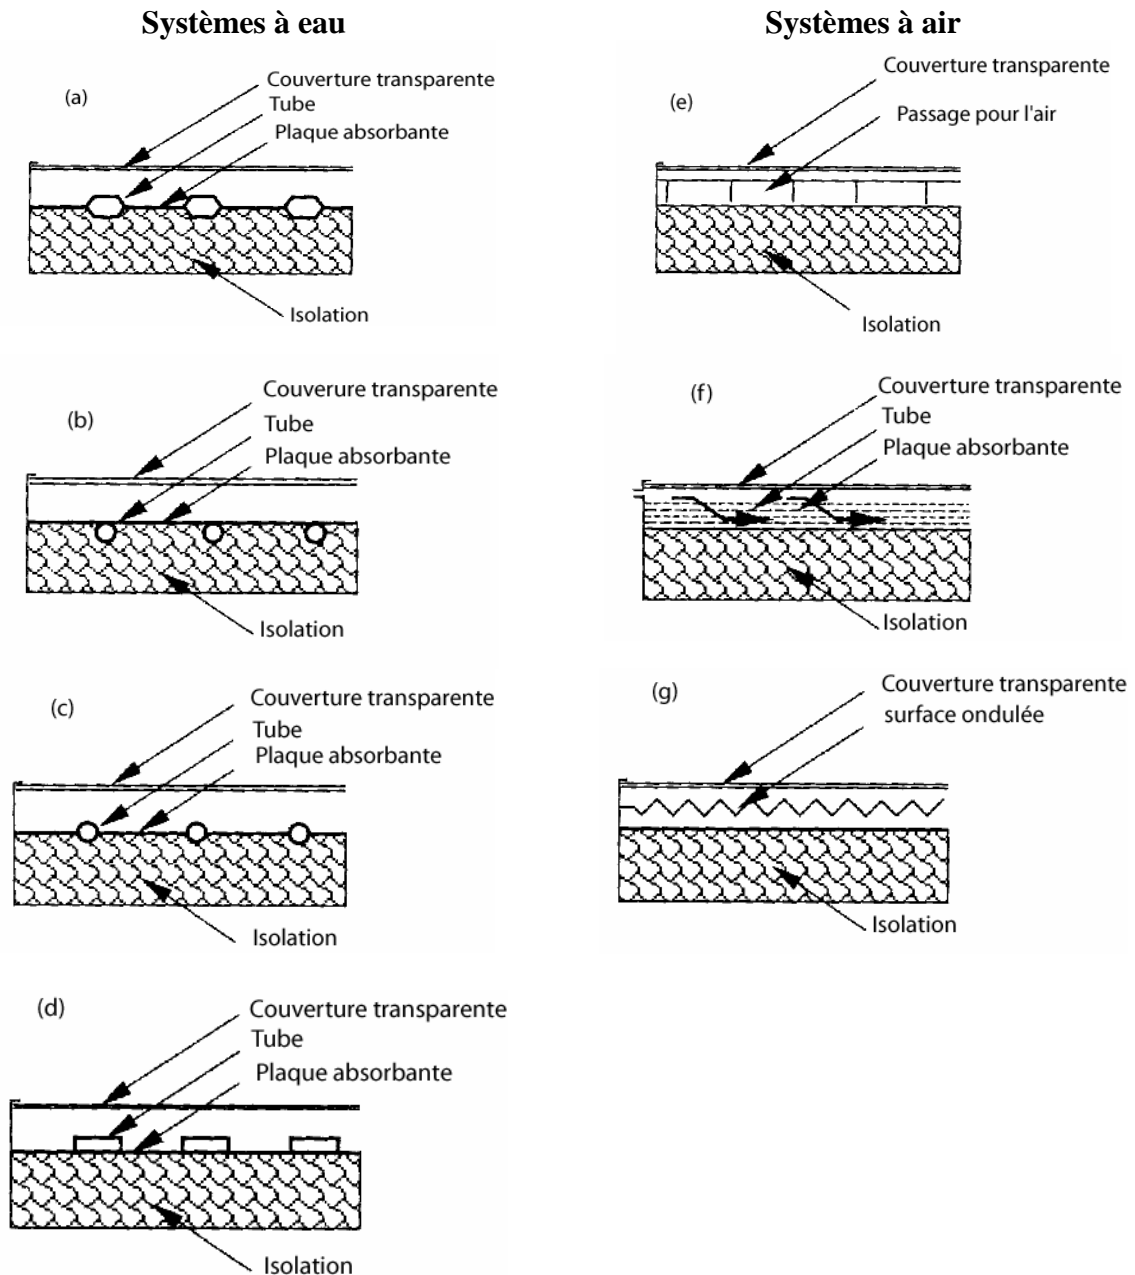 Systèmes à eau
(a)
Couverture transparente
Tube
Plaque absorbante
Isolation
(b)
Couverure transparente
Tube
Plaque absorbante
Isolation
(c)
Couverture transparente
Tube
Plaque absorbante
Isolation
(d)
Couverture transparente
Tube
Plaque absorbante
Isolation
Systèmes à air
(e)
Couverture transparente
Passage pour l'air
Isolation
(f)
Couverture transparente
Tube
Plaque absorbante
Isolation
(g)
Couverture transparente
surface ondulée
Isolation